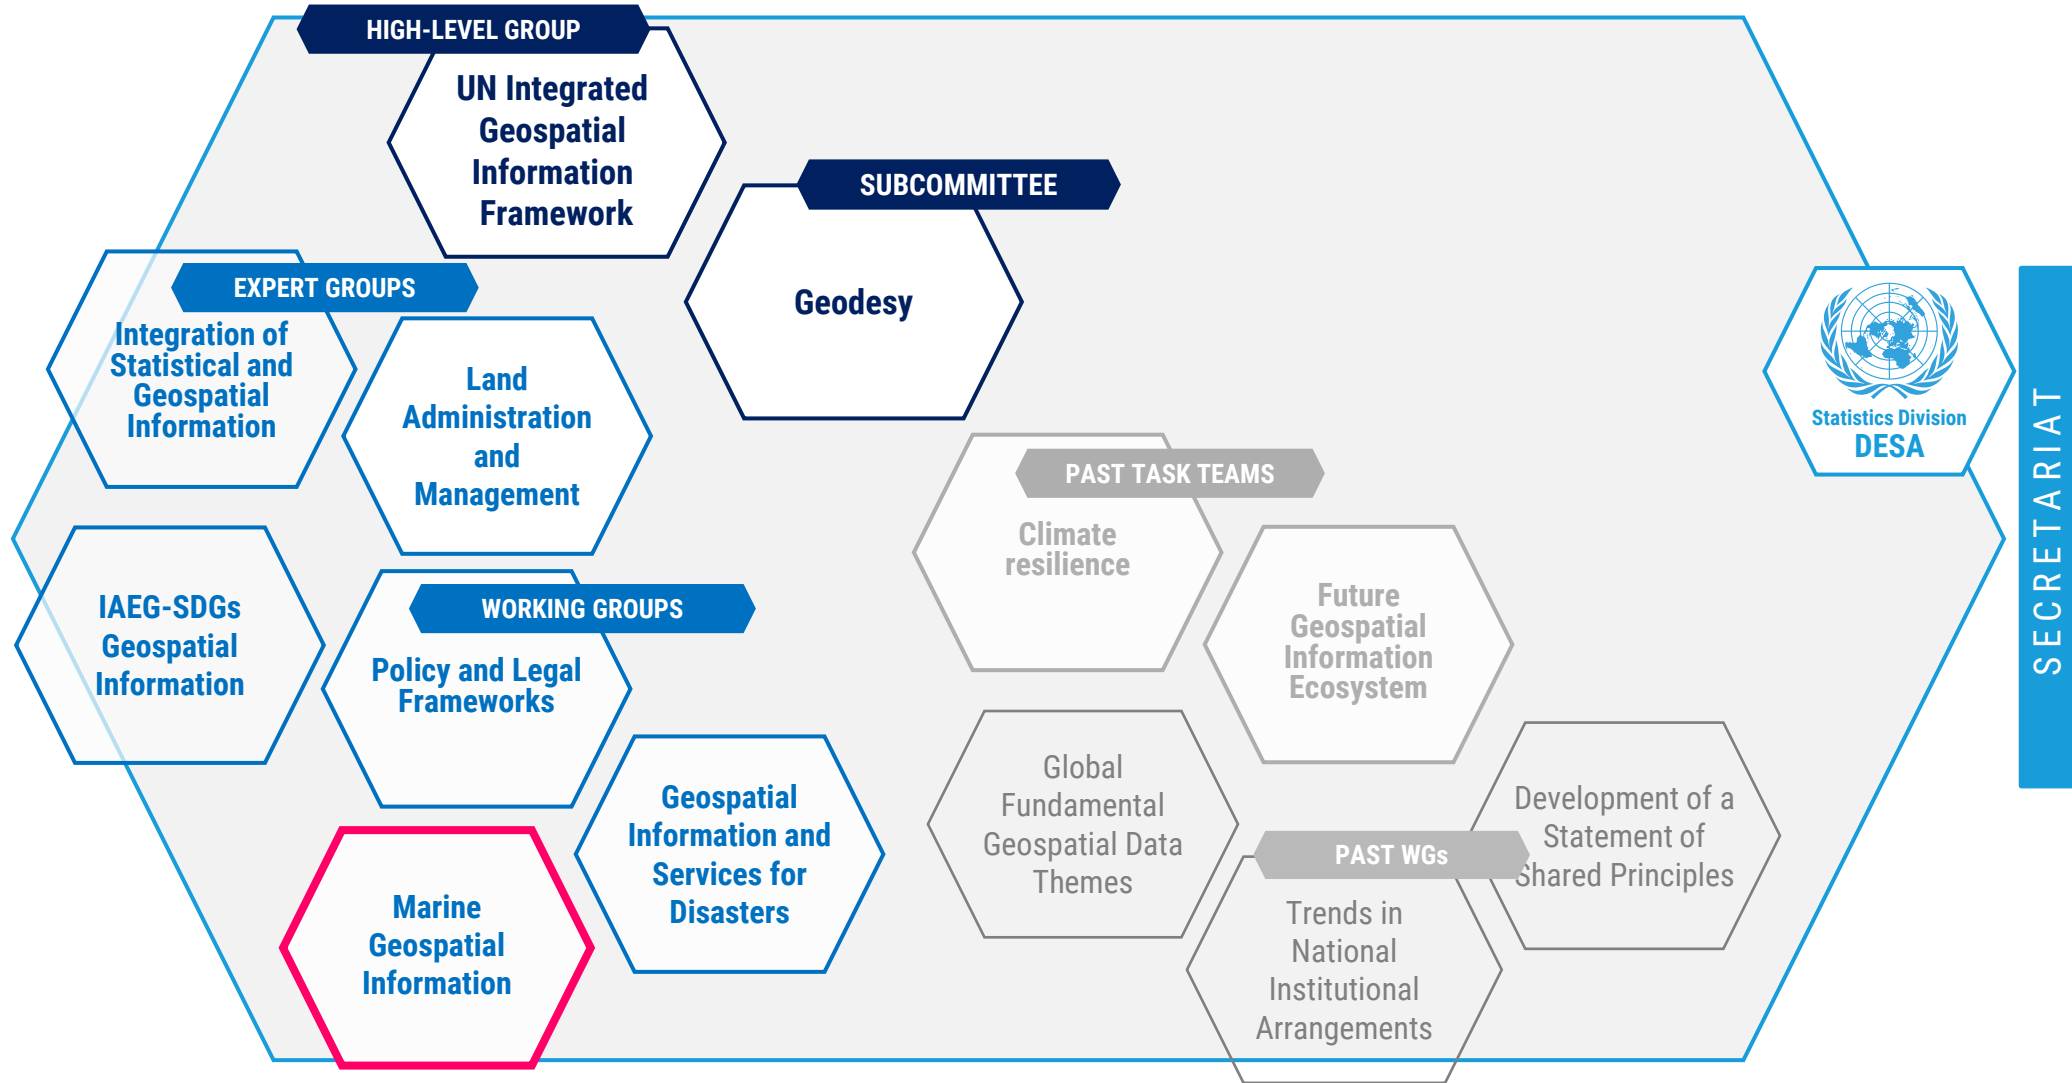 HIGH-LEVEL GROUP
UN Integrated
Geospatial
Information
Framework
SUBCOMMITTEE
Geodesy
EXPERT GROUPS
Integration of
Statistical and
Geospatial
Information
Land
Administration
and
Management
IAEG-SDGs
Geospatial
Information
WORKING GROUPS
Policy and Legal
Frameworks
Geospatial
Information and
Services for
Disasters
Marine
Geospatial
Information
PAST TASK TEAMS
Climate
resilience
Future
Geospatial
Information
Ecosystem
Global
Fundamental
Geospatial Data
Themes
PAST WGs
Trends in
National
Institutional
Arrangements
Development of a
Statement of
Shared Principles
Statistics Division
DESA
SECRETARIAT